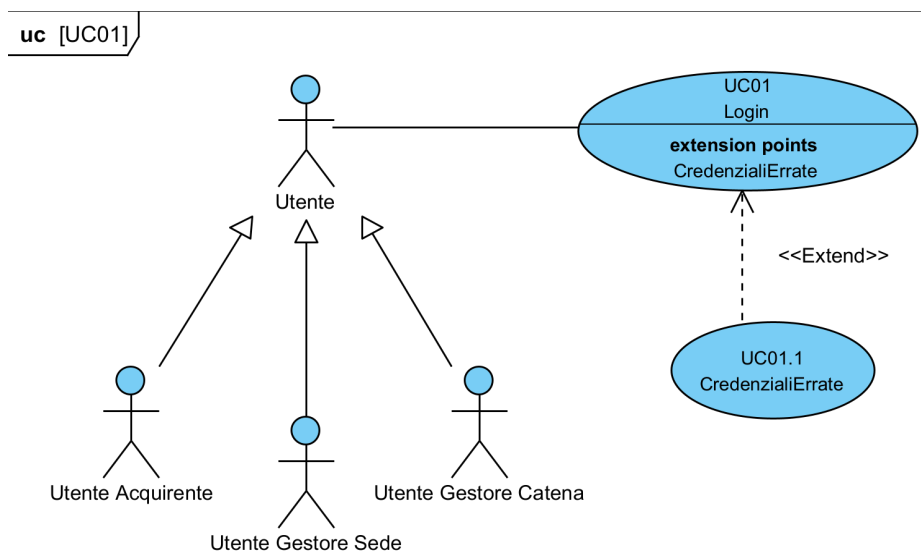 uc [UC01]
UC01
Login
extension points
CredenzialiErrate
Utente
<<Extend>>
UC01.1
CredenzialiErrate
Utente Acquirente
Utente Gestore Catena
Utente Gestore Sede